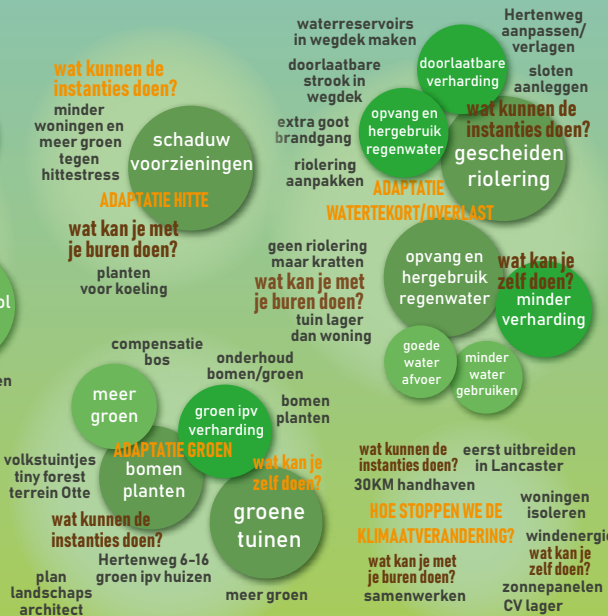 wat kunnen de
instanties doen?
minder
woningen en
meer groen
tegen
hittestress
schaduw
voorzieningen
ADAPTATIE HITTE
wat kan je met
je buren doen?
planten
voor koeling
waterreservoirs
in wegdek maken
doorlaatbare
strook in
wegdek
extra goot
brandgang
riolering
aanpakken
doorlaatbare
verharding
opvang en
hergebruik
regenwater
Hertenweg
aanpassen/
verlagen
sloten
aanleggen
wat kunnen de
instanties doen?
gescheiden
riolering
ADAPTATIE
WATERTEKORT/OVERLAST
geen riolering
maar kratten
wat kan je met
je buren doen?
tuin lager
dan woning
opvang en
hergebruik
regenwater
wat kan je
zelf doen?
minder
verharding
goede
water
afvoer
minder
water
gebruiken
ol
en
compensatie
bos
onderhoud
bomen/groen
meer
groen
groen ipv
verharding
bomen
planten
ADAPTATIE GROEN
volkstuintjes
tiny forest
terrein Otte
bomen
planten
wat kan je
zelf doen?
groene
tuinen
wat kunnen de
instanties doen?
Hertenweg 6-16
groen ipv huizen
plan
landschaps
architect
meer groen
wat kunnen de
instanties doen?
eerst uitbreiden
in Lancaster
30KM handhaven
woningen
isoleren
HOE STOPPEN WE DE
KLIMAATVERANDERING?
windenergie
wat kan je met
je buren doen?
samenwerken
wat kan je
zelf doen?
zonnepanelen
CV lager